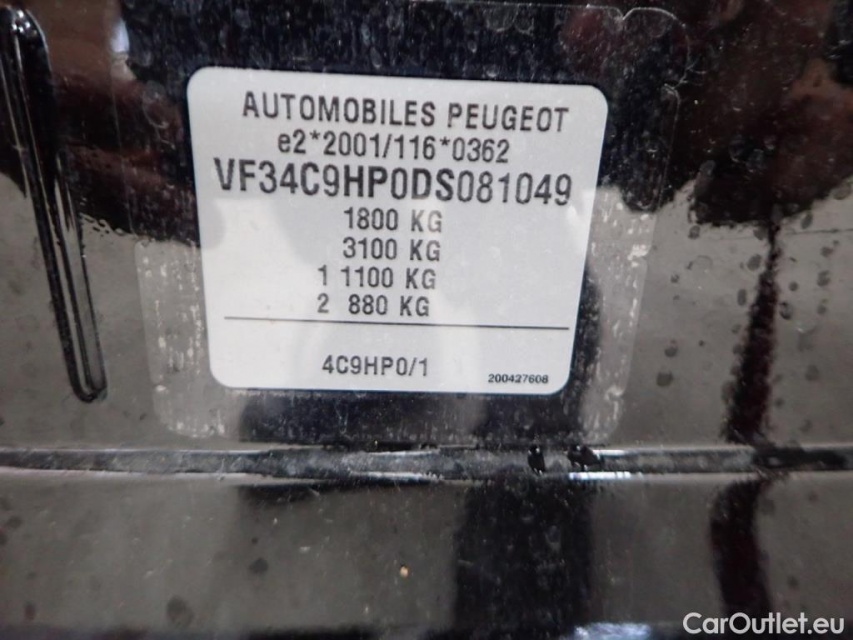 AUTOMOBILES PEUGEOT
e2*2001/116*0362
VF34C9HP0DS081049
1800 KG
3100 KG
1 1100 KG
2 880 KG
4C9HP0/1
200427608
CarOutlet.eu